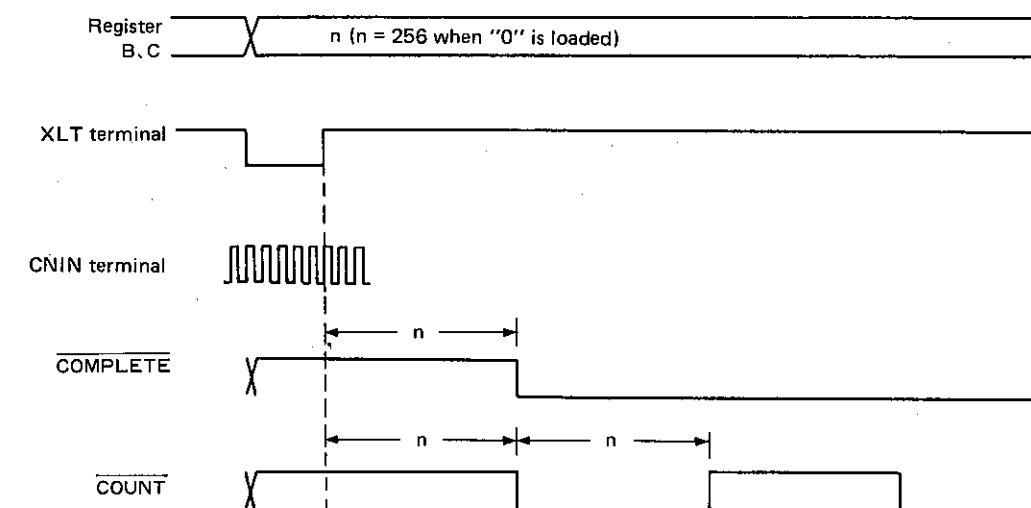 Register
B、C
n (n = 256 when "0" is loaded)
XLT terminal
CNIN terminal
n
COMPLETE
n
n
COUNT